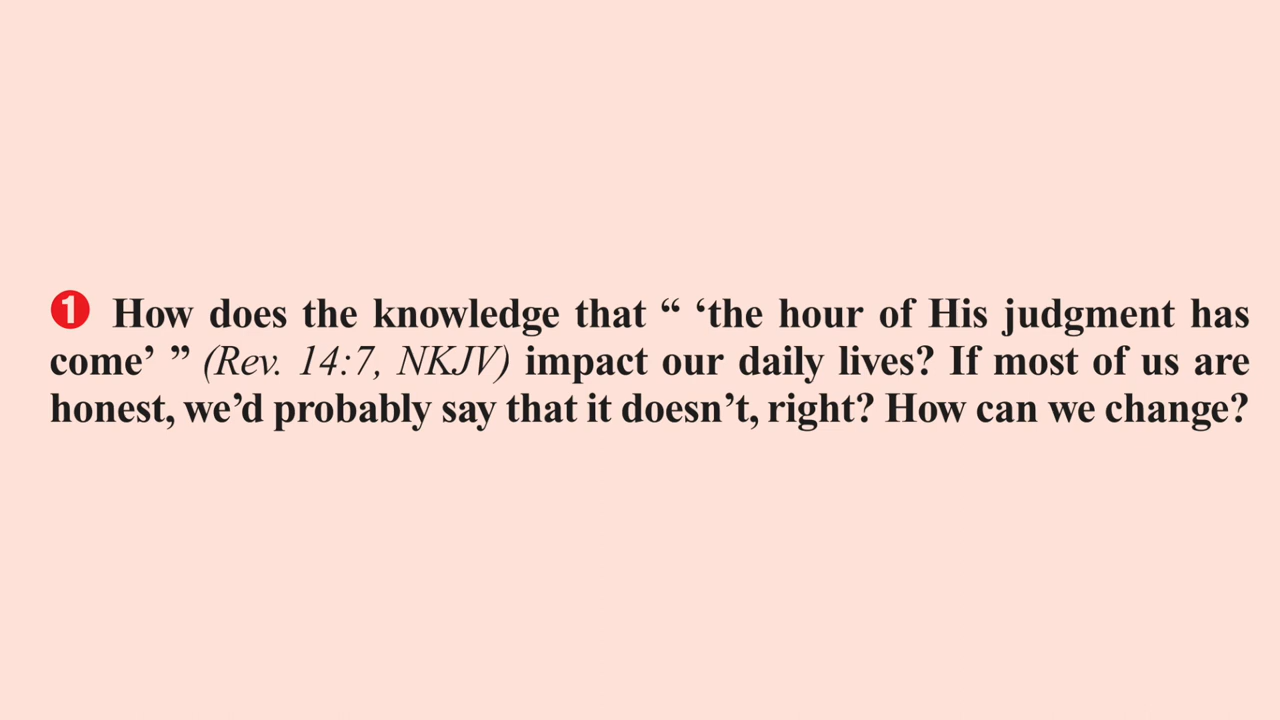 1 How does the knowledge that “ ‘the hour of His judgment has
come’ ” (Rev. 14:7, NKJV) impact our daily lives? If most of us are
honest, we’d probably say that it doesn’t, right? How can we change?